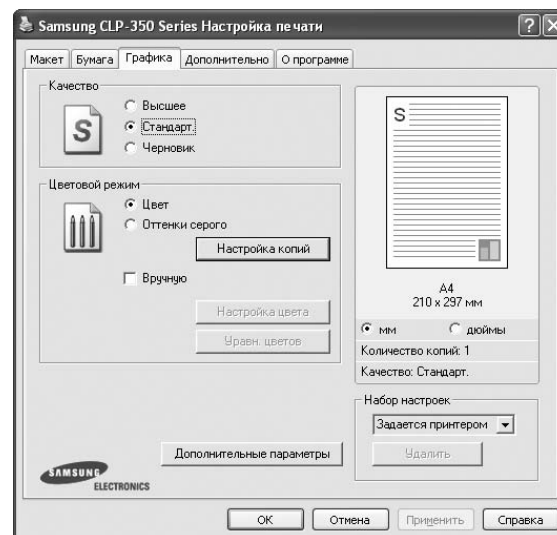 Samsung CLP-350 Series Настройка печати
Макет Бумага Графика Дополнительно О программе
Качество
S
Высшее
Стандарт.
Черновик
Цветовой режим
Цвет
Оттенки серого
Настройка копий
Вручную
Настройка цвета
Уравн. цветов
S
A4
210 x 297 мм
мм дюймы
Количество копий: 1
Качество: Стандарт.
Набор настроек
Задается принтером
Удалить
Дополнительные параметры
SAMSUNG
ELECTRONICS
OK Отмена Применить Справка